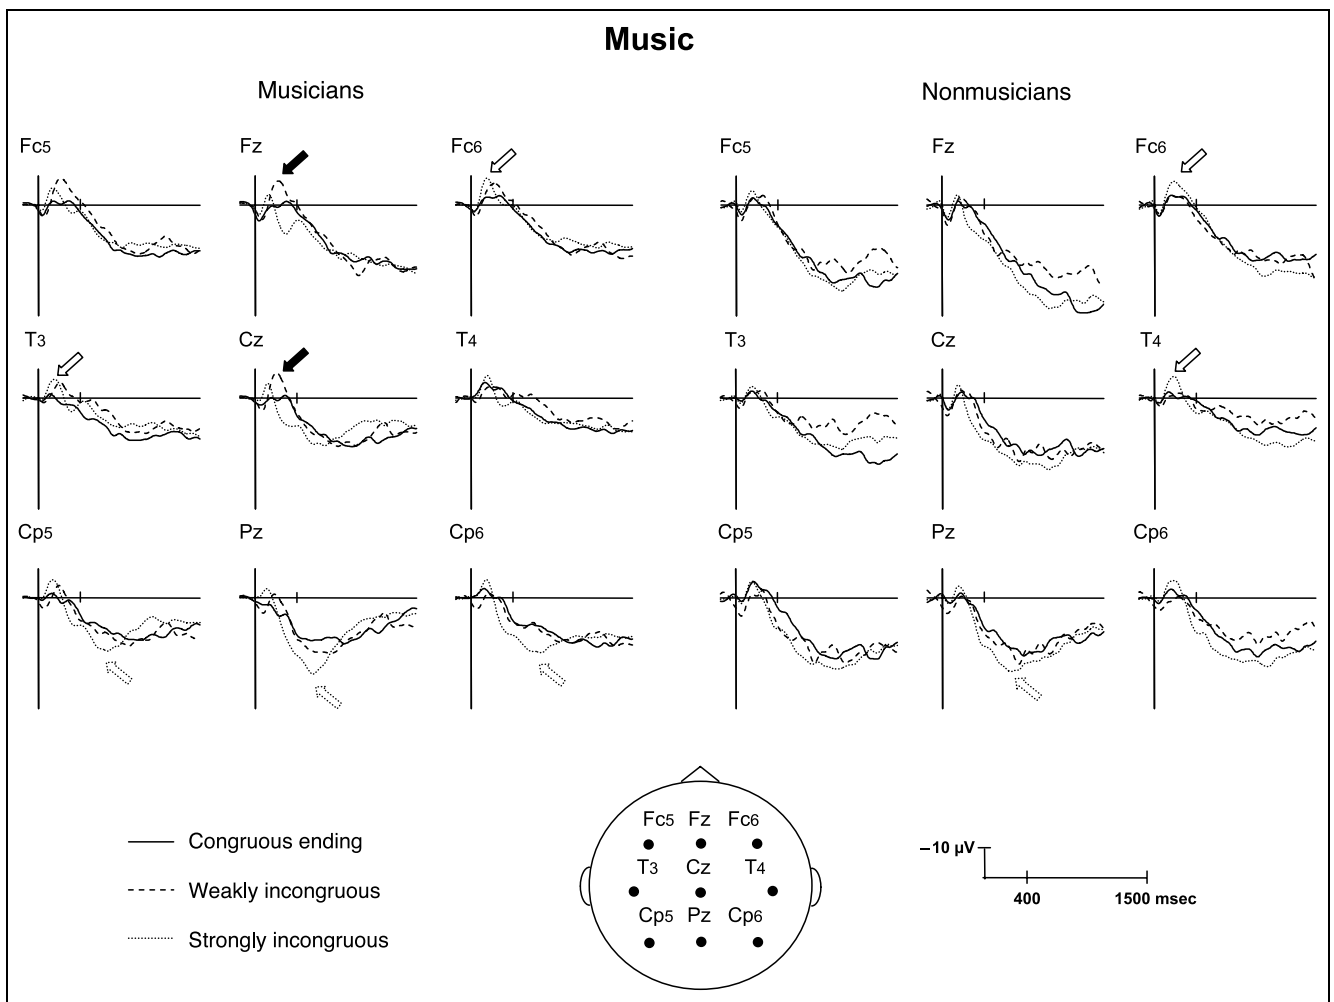 Music
Musicians
Nonmusicians
Fc5 Fz Fc6 Fc5 Fz Fc6
T3 Cz T4 T3 Cz T4
Cp5 Pz Cp6 Cp5 Pz Cp6
Fc5 Fz Fc6
T3 Cz T4
Cp5 Pz Cp6
Congruous ending
Weakly incongruous
Strongly incongruous
–10 µV
400 1500 msec